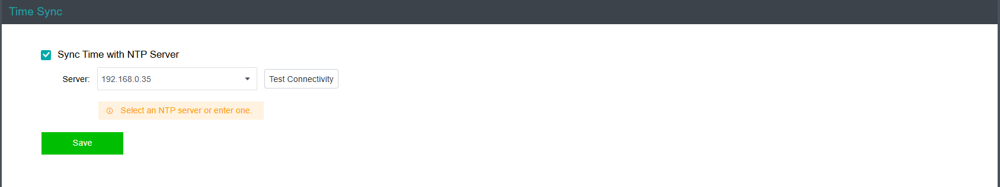 Time Sync
Sync Time with NTP Server
Server: 192.168.0.35 Test Connectivity
Select an NTP server or enter one.
Save